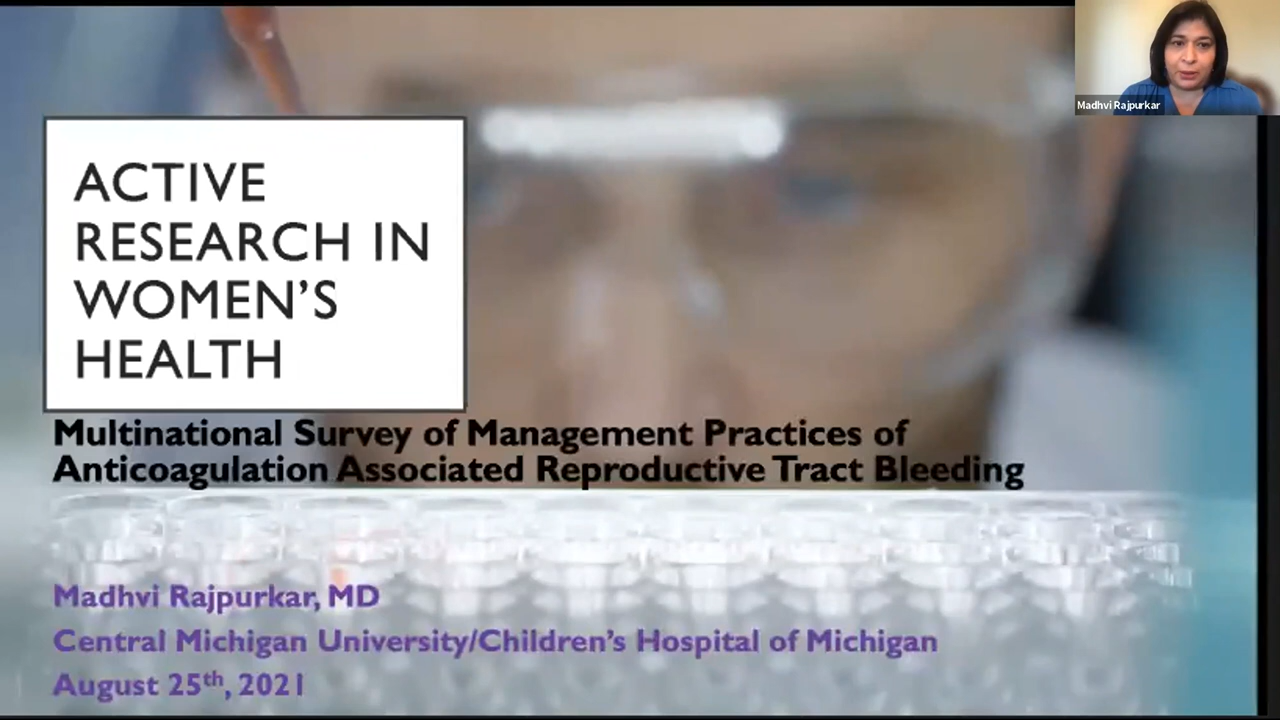 Madhvi Rajpurkar
ACTIVE
RESEARCH IN
WOMEN'S
HEALTH
Multinational Survey of Management Practices of
Anticoagulation Associated Reproductive Tract Bleeding
Madhvi Rajpurkar, MD
Central Michigan University/Children's Hospital of Michigan
August 25th, 2021